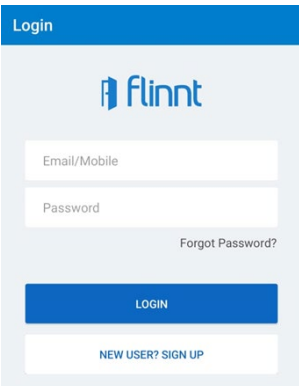 Login
flinnt
Email/Mobile
Password
Forgot Password?
LOGIN
NEW USER? SIGN UP